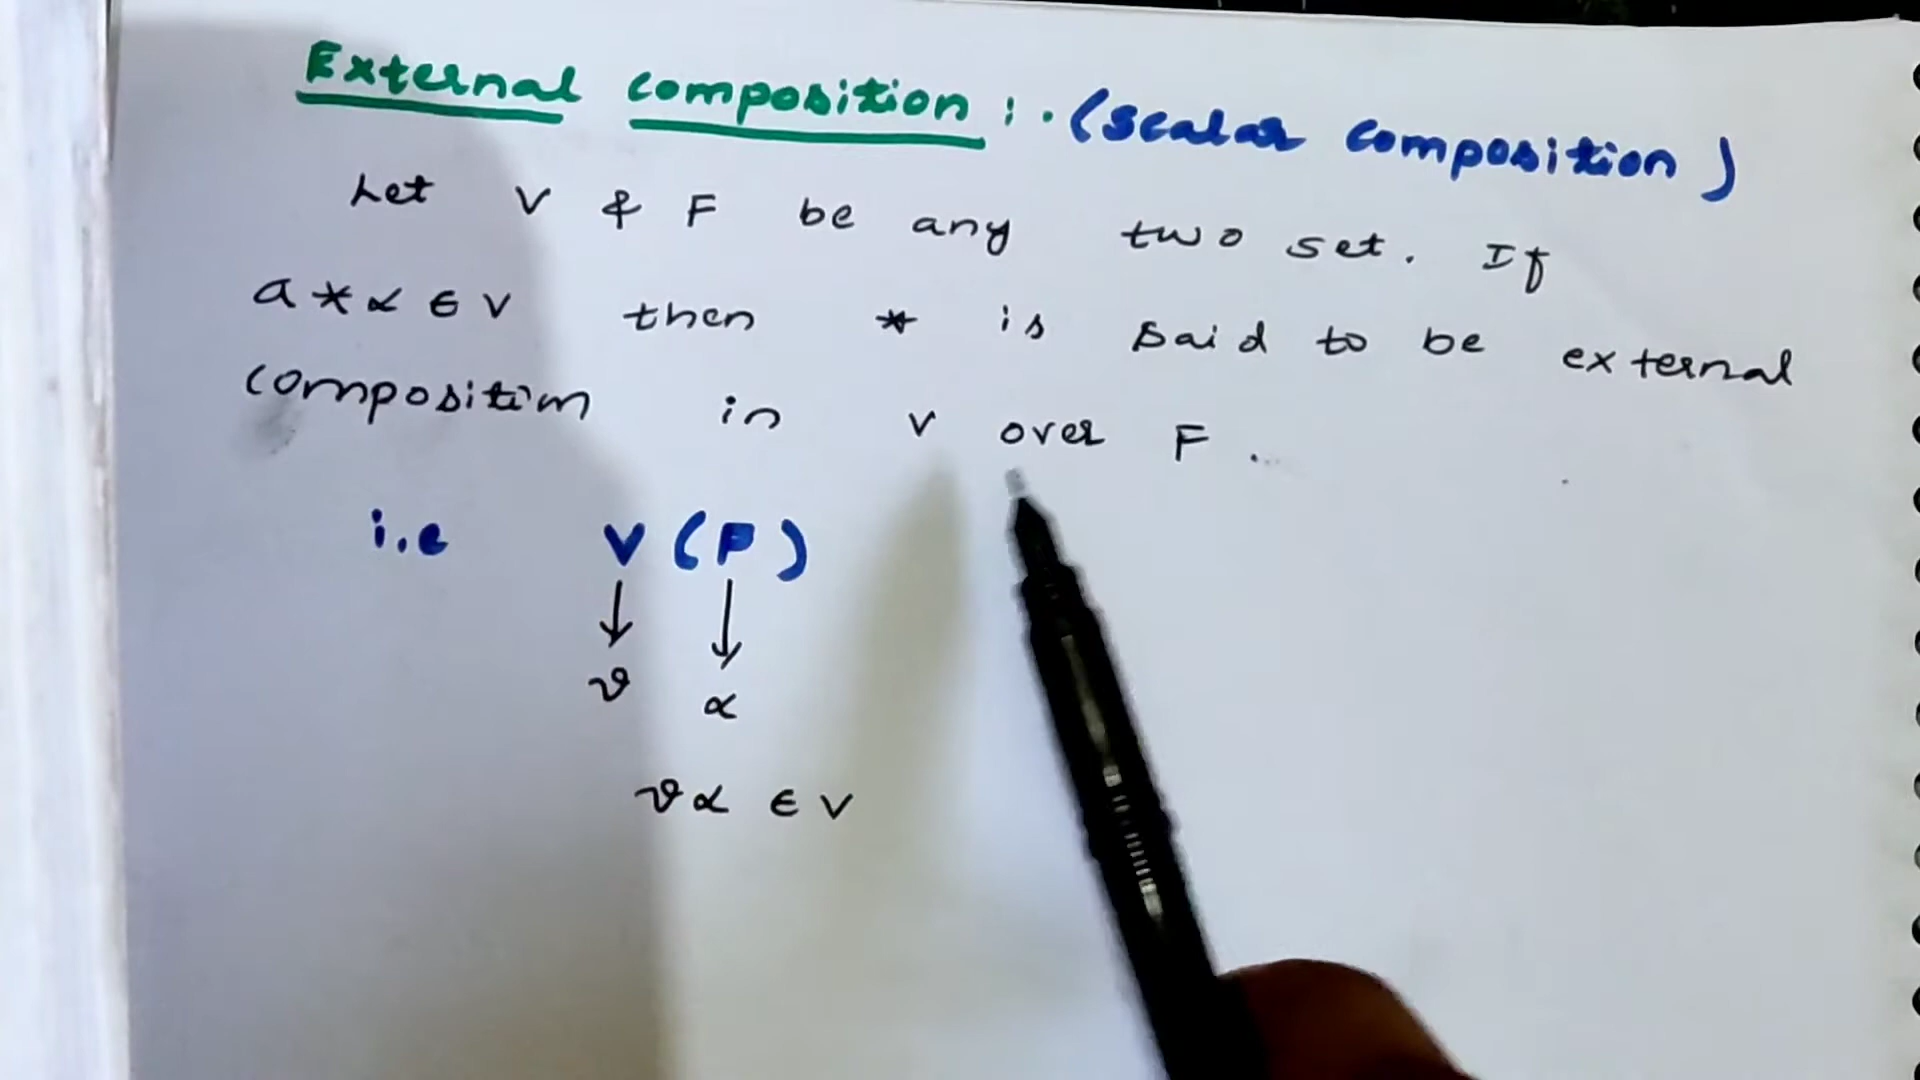 External composition :. (scalar composition)
Let V & F be any two set. If
a * α ∈ V then * is said to be external
composition in V over F .
i.e V (F)
↓ ↓
v α
vα ∈ V